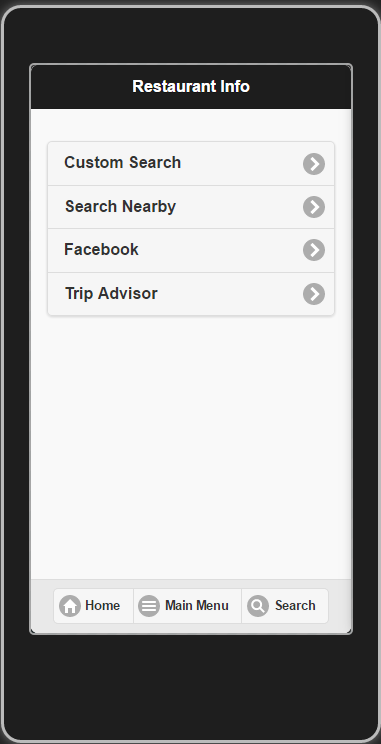 Restaurant Info
Custom Search
Search Nearby
Facebook
Trip Advisor
Home Main Menu Search